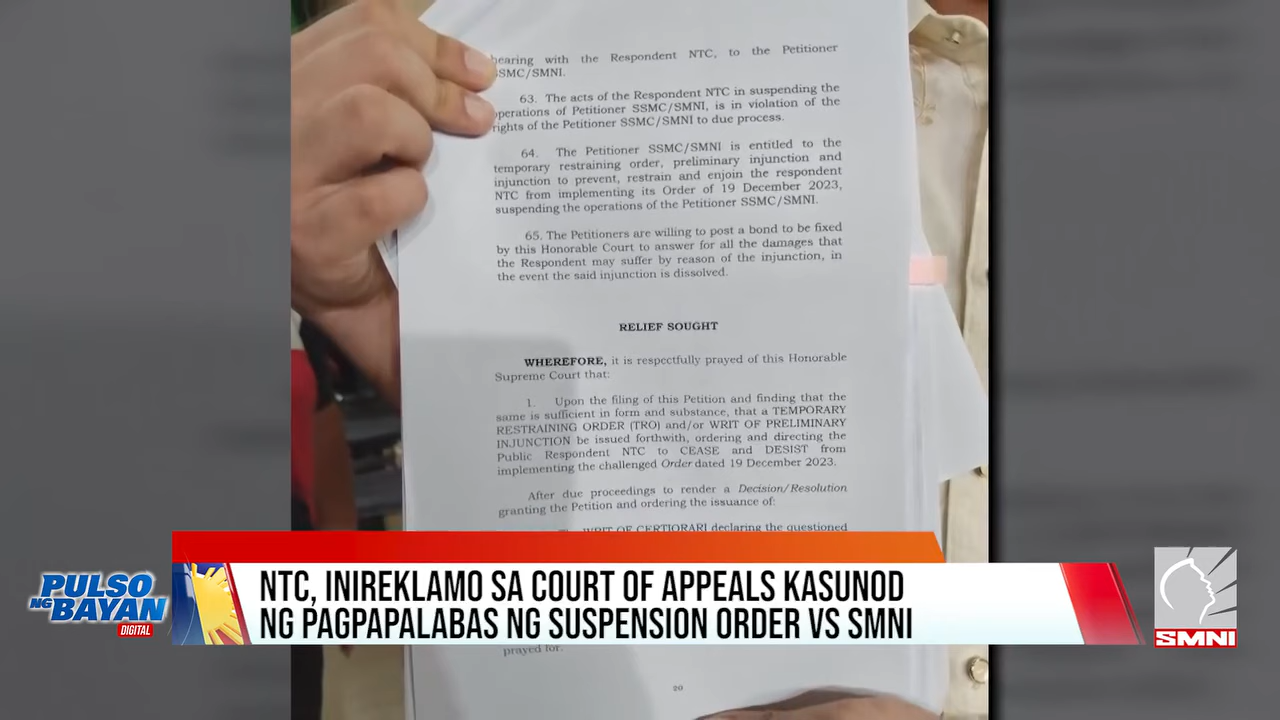 hearing with the Respondent NTC, to the Petitioner
SSMC/SMNI.
63. The acts of the Respondent NTC in suspending the
operations of Petitioner SSMC/SMNI, is in violation of the
rights of the Petitioner SSMC/SMNI to due process.
64. The Petitioner SSMC/SMNI is entitled to the
temporary restraining order, preliminary injunction and
injunction to prevent, restrain and enjoin the respondent
NTC from implementing its Order of 19 December 2023,
suspending the operations of the Petitioner SSMC/SMNI.
65. The Petitioners are willing to post a bond to be fixed
by this Honorable Court to answer for all the damages that
the Respondent may suffer by reason of the injunction, in
the event the said injunction is dissolved.
RELIEF SOUGHT
WHEREFORE, it is respectfully prayed of this Honorable
Supreme Court that:
1. Upon the filing of this Petition and finding that the
same is sufficient in form and substance, that a TEMPORARY
RESTRAINING ORDER (TRO) and/or WRIT OF PRELIMINARY
INJUNCTION be issued forthwith, ordering and directing the
Public Respondent NTC to CEASE and DESIST from
implementing the challenged Order dated 19 December 2023.
After due proceedings to render a Decision/Resolution
granting the Petition and ordering the issuance of:
WRIT OF CERTIORARI declaring the questioned
PULSO
NG BAYAN
DIGITAL
NTC, INIREKLAMO SA COURT OF APPEALS KASUNOD
NG PAGPAPALABAS NG SUSPENSION ORDER VS SMNI
SMNI
prayed for.
20